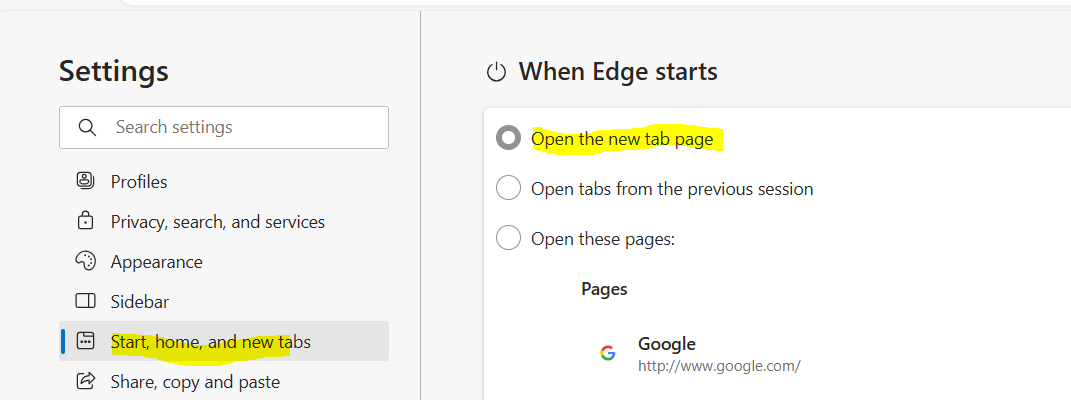 Settings
Search settings
Profiles
Privacy, search, and services
Appearance
Sidebar
Start, home, and new tabs
Share, copy and paste
When Edge starts
Open the new tab page
Open tabs from the previous session
Open these pages:
Pages
Google
http://www.google.com/